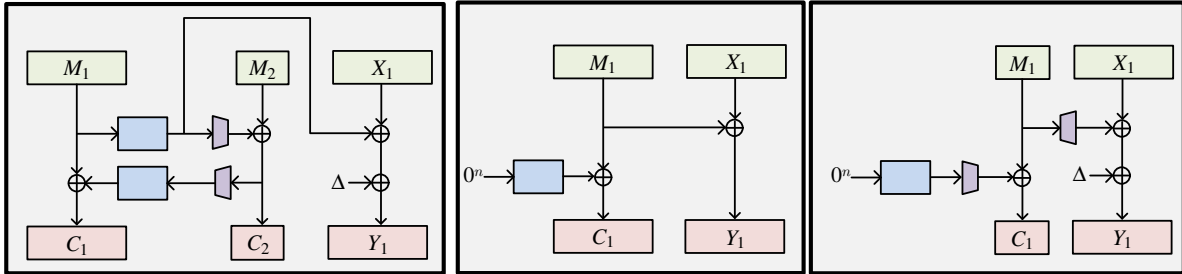 M₁ M₂ X₁
Δ
C₁ C₂ Y₁
M₁ X₁
0ⁿ
C₁ Y₁
M₁ X₁
0ⁿ Δ
C₁ Y₁